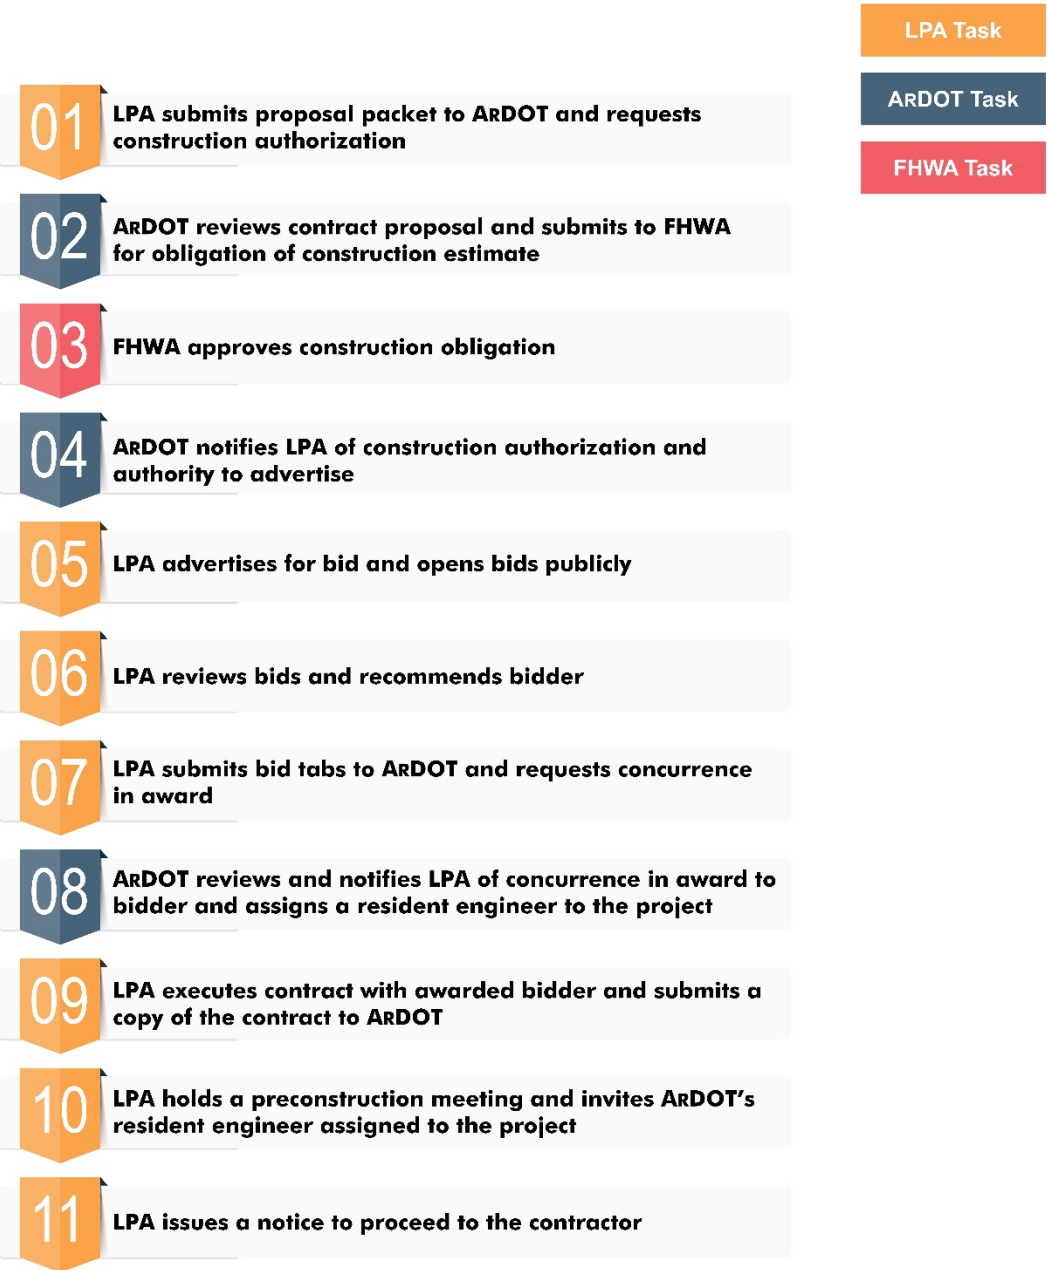 LPA Task
ARDOT Task
FHWA Task
01
LPA submits proposal packet to ARDOT and requests
construction authorization
02
ARDOT reviews contract proposal and submits to FHWA
for obligation of construction estimate
03
FHWA approves construction obligation
04
ARDOT notifies LPA of construction authorization and
authority to advertise
05
LPA advertises for bid and opens bids publicly
06
LPA reviews bids and recommends bidder
07
LPA submits bid tabs to ARDOT and requests concurrence
in award
08
ARDOT reviews and notifies LPA of concurrence in award to
bidder and assigns a resident engineer to the project
09
LPA executes contract with awarded bidder and submits a
copy of the contract to ARDOT
10
LPA holds a preconstruction meeting and invites ARDOT’s
resident engineer assigned to the project
11
LPA issues a notice to proceed to the contractor